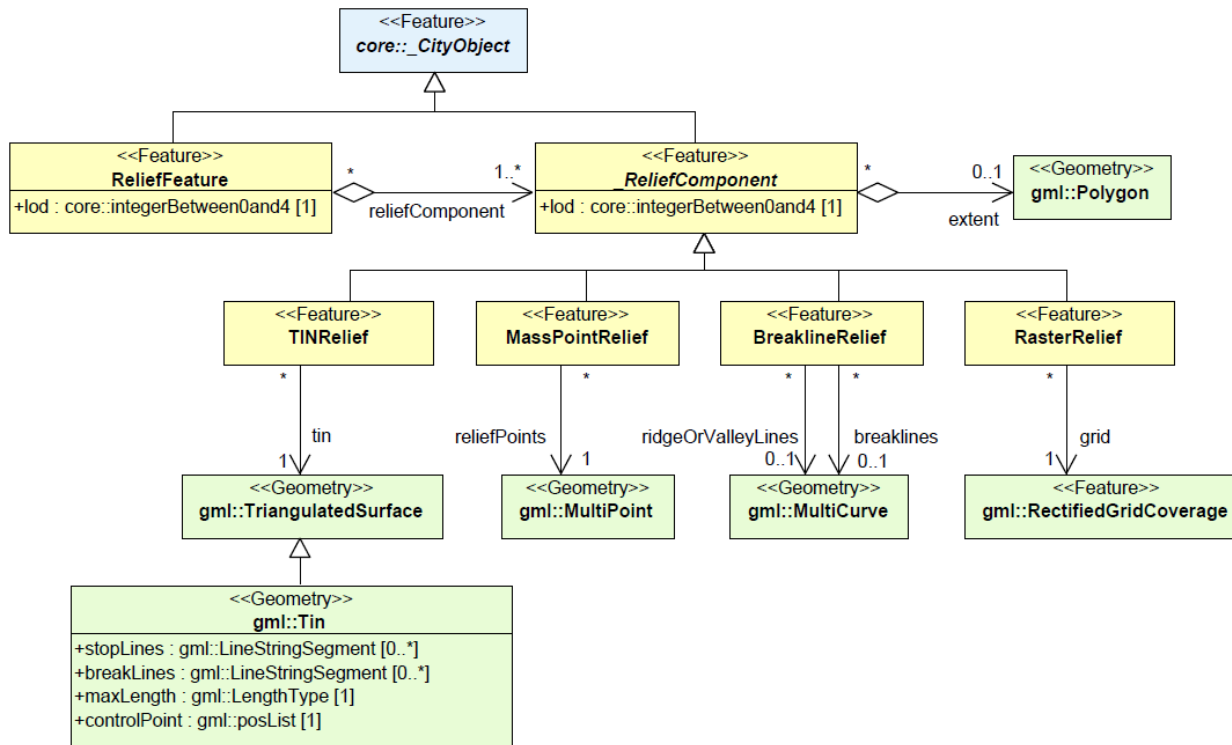 <<Feature>>
core::_CityObject
<<Feature>>
ReliefFeature
+lod : core::integerBetween0and4 [1]
*
1..*
reliefComponent
<<Feature>>
_ReliefComponent
+lod : core::integerBetween0and4 [1]
*
0..1
extent
<<Geometry>>
gml::Polygon
<<Feature>>
TINRelief
<<Feature>>
MassPointRelief
<<Feature>>
BreaklineRelief
<<Feature>>
RasterRelief
*
*
*
*
*
tin
reliefPoints
ridgeOrValleyLines
breaklines
grid
1
1
0..1
0..1
1
<<Geometry>>
gml::TriangulatedSurface
<<Geometry>>
gml::MultiPoint
<<Geometry>>
gml::MultiCurve
<<Feature>>
gml::RectifiedGridCoverage
<<Geometry>>
gml::Tin
+stopLines : gml::LineStringSegment [0..*]
+breakLines : gml::LineStringSegment [0..*]
+maxLength : gml::LengthType [1]
+controlPoint : gml::posList [1]